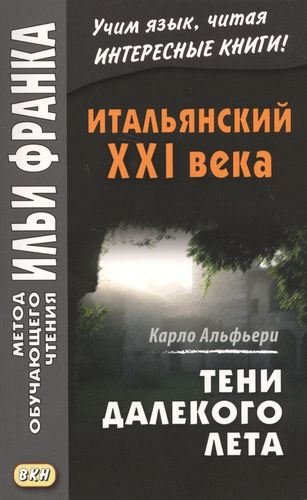 Учим язык, читая
ИНТЕРЕСНЫЕ КНИГИ!
МЕТОД
ОБУЧАЮЩЕГО
ЧТЕНИЯ
ИЛЬИ ФРАНКА
ИТАЛЬЯНСКИЙ
XXI века
Карло Альфьери
ТЕНИ
ДАЛЕКОГО
ЛЕТА
ВКН